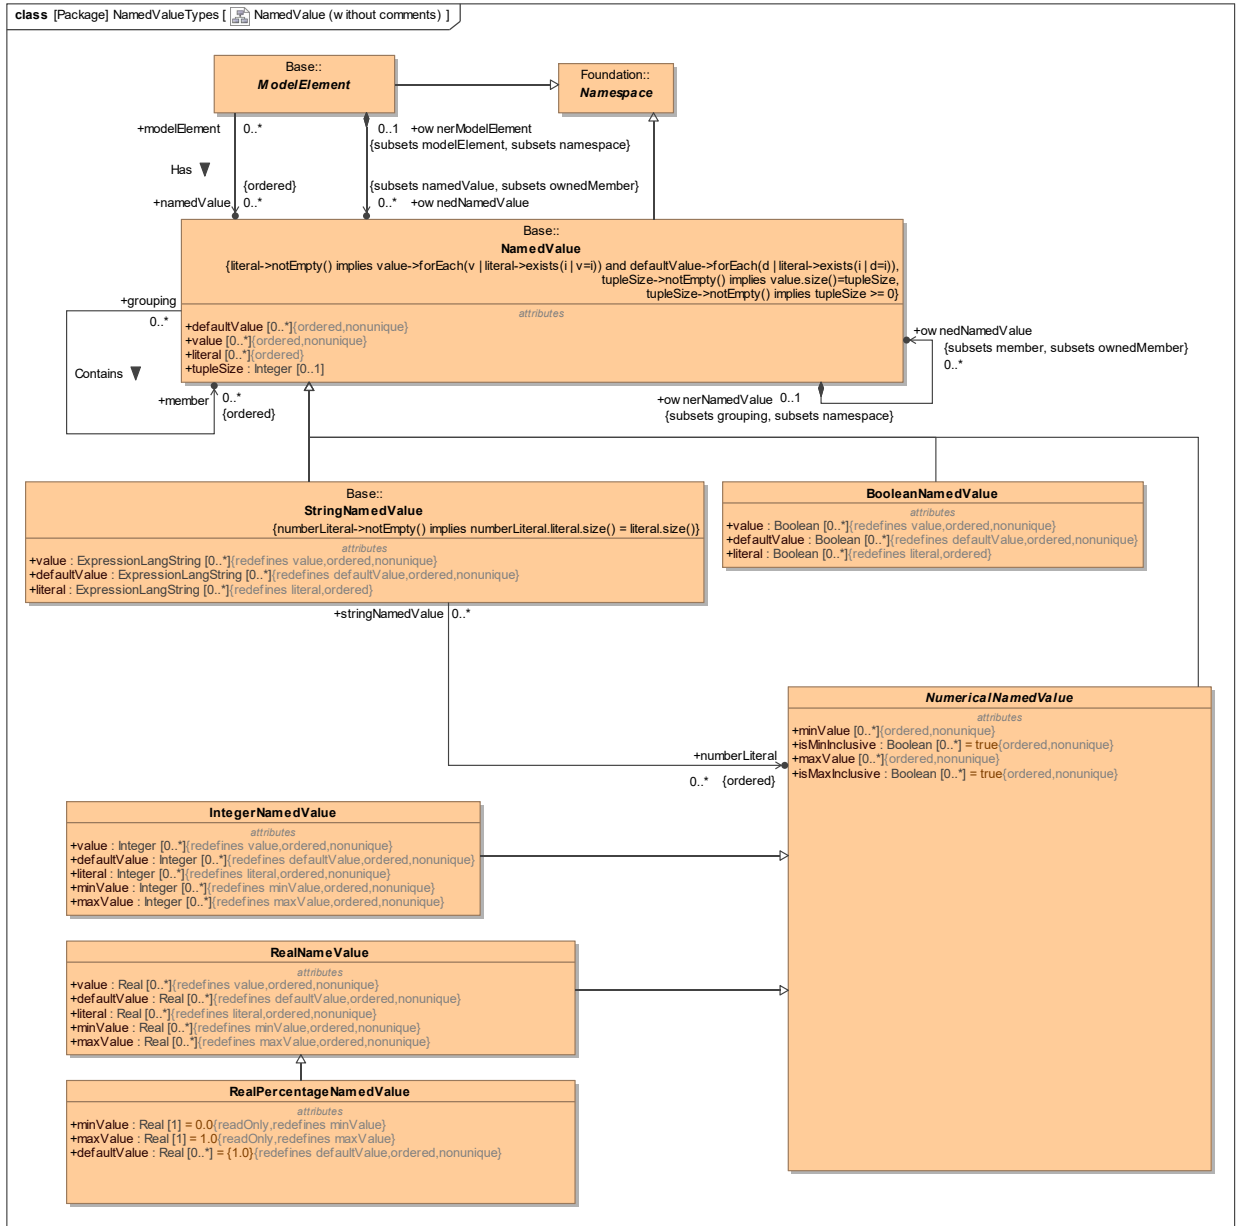 class [Package] NamedValueTypes [ NamedValue (without comments) ]
Base::
ModelElement
Foundation::
Namespace
+modelElement 0..*
0..1 +ownerModelElement
{subsets modelElement, subsets namespace}
Has
{ordered}
{subsets namedValue, subsets ownedMember}
+namedValue 0..*
0..* +ownedNamedValue
Base::
NamedValue
{literal->notEmpty() implies value->forEach(v | literal->exists(i | v=i)) and defaultValue->forEach(d | literal->exists(i | d=i)),
tupleSize->notEmpty() implies value.size()=tupleSize,
tupleSize->notEmpty() implies tupleSize >= 0}
attributes
+defaultValue [0..*]{ordered,nonunique}
+value [0..*]{ordered,nonunique}
+literal [0..*]{ordered}
+tupleSize : Integer [0..1]
+grouping
0..*
Contains
+member 0..*
{ordered}
+ownedNamedValue
{subsets member, subsets ownedMember}
0..*
+ownerNamedValue 0..1
{subsets grouping, subsets namespace}
Base::
StringNamedValue
{numberLiteral->notEmpty() implies numberLiteral.literal.size() = literal.size()}
attributes
+value : ExpressionLangString [0..*]{redefines value,ordered,nonunique}
+defaultValue : ExpressionLangString [0..*]{redefines defaultValue,ordered,nonunique}
+literal : ExpressionLangString [0..*]{redefines literal,ordered}
BooleanNamedValue
attributes
+value : Boolean [0..*]{redefines value,ordered,nonunique}
+defaultValue : Boolean [0..*]{redefines defaultValue,ordered,nonunique}
+literal : Boolean [0..*]{redefines literal,ordered}
+stringNamedValue 0..*
+numberLiteral
0..* {ordered}
NumericalNamedValue
attributes
+minValue [0..*]{ordered,nonunique}
+isMinInclusive : Boolean [0..*] = true{ordered,nonunique}
+maxValue [0..*]{ordered,nonunique}
+isMaxInclusive : Boolean [0..*] = true{ordered,nonunique}
IntegerNamedValue
attributes
+value : Integer [0..*]{redefines value,ordered,nonunique}
+defaultValue : Integer [0..*]{redefines defaultValue,ordered,nonunique}
+literal : Integer [0..*]{redefines literal,ordered,nonunique}
+minValue : Integer [0..*]{redefines minValue,ordered,nonunique}
+maxValue : Integer [0..*]{redefines maxValue,ordered,nonunique}
RealNameValue
attributes
+value : Real [0..*]{redefines value,ordered,nonunique}
+defaultValue : Real [0..*]{redefines defaultValue,ordered,nonunique}
+literal : Real [0..*]{redefines literal,ordered,nonunique}
+minValue : Real [0..*]{redefines minValue,ordered,nonunique}
+maxValue : Real [0..*]{redefines maxValue,ordered,nonunique}
RealPercentageNamedValue
attributes
+minValue : Real [1] = 0.0{readOnly,redefines minValue}
+maxValue : Real [1] = 1.0{readOnly,redefines maxValue}
+defaultValue : Real [0..*] = {1.0}{redefines defaultValue,ordered,nonunique}